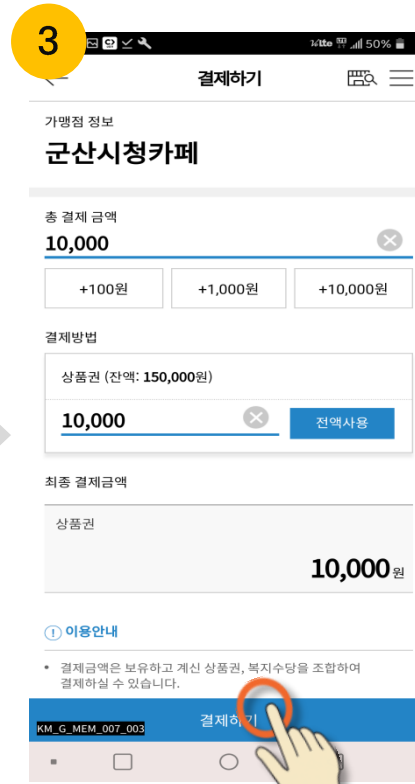 3
50%
결제하기
가맹점 정보
군산시청카페
총 결제 금액
10,000
+100원 +1,000원 +10,000원
결제방법
상품권 (잔액: 150,000원)
10,000 전액사용
최종 결제금액
상품권
10,000 원
이용안내
• 결제금액은 보유하고 계신 상품권, 복지수당을 조합하여
결제하실 수 있습니다.
결제하기
KM_G_MEM_007_003